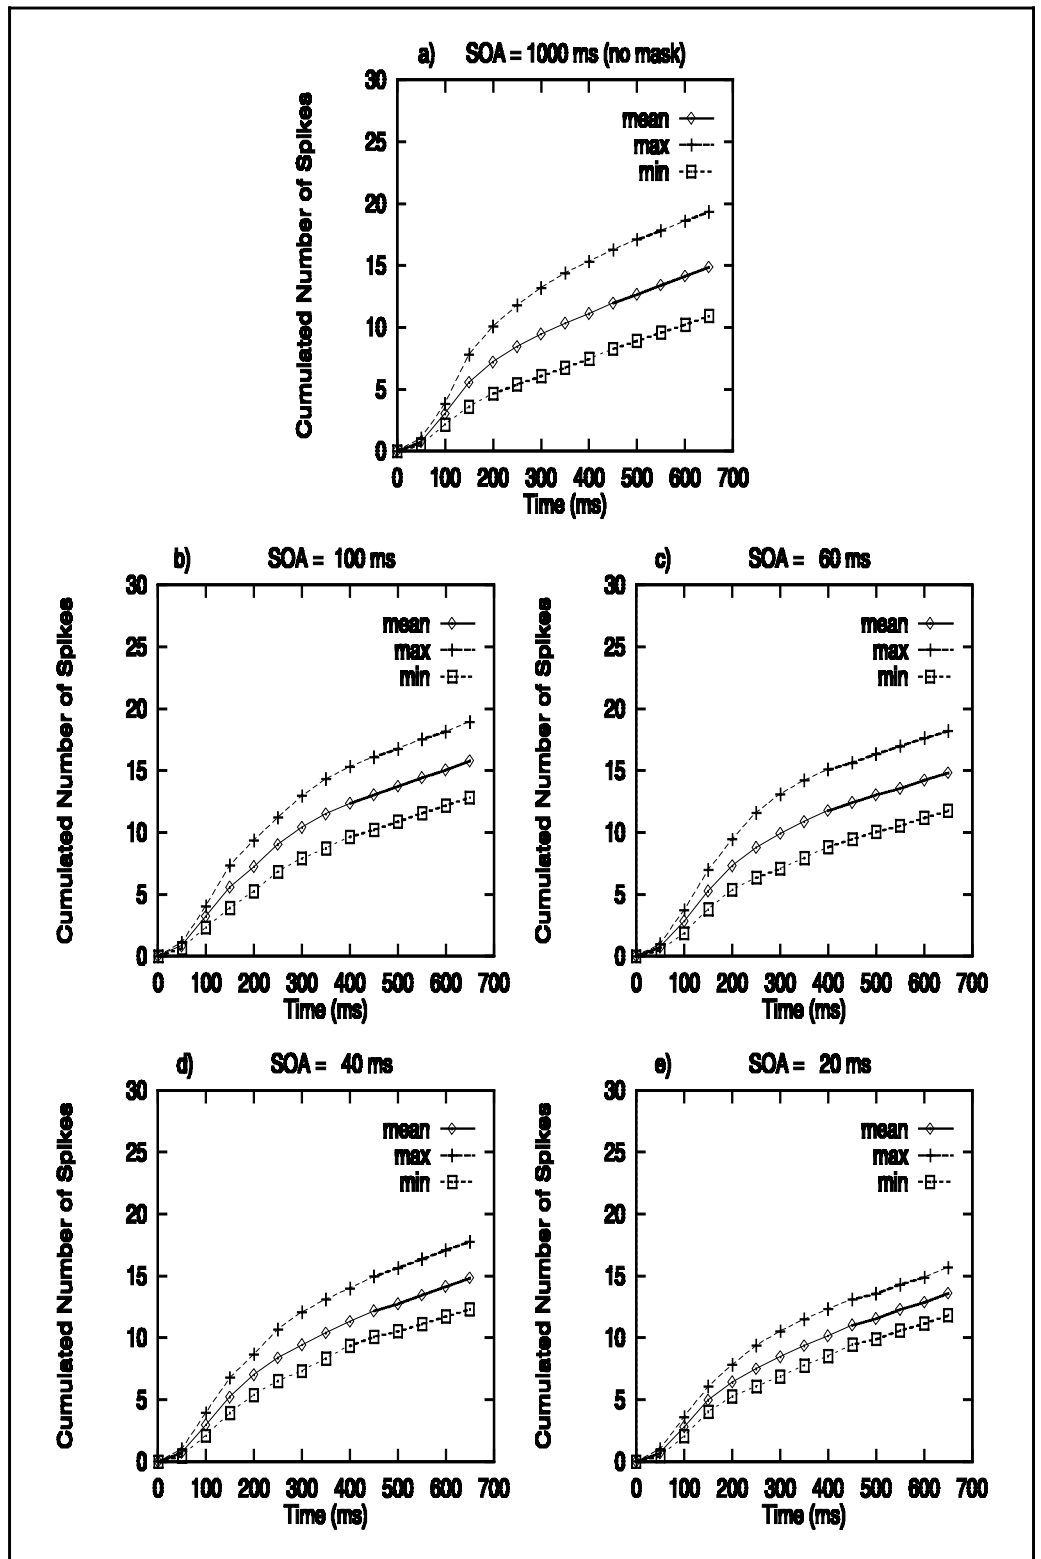 a) SOA = 1000 ms (no mask)
Cumulated Number of Spikes
30
25
20
15
10
5
0
mean
max
min
0 100 200 300 400 500 600 700
Time (ms)
b) SOA = 100 ms
Cumulated Number of Spikes
30
25
20
15
10
5
0
mean
max
min
0 100 200 300 400 500 600 700
Time (ms)
c) SOA = 60 ms
Cumulated Number of Spikes
30
25
20
15
10
5
0
mean
max
min
0 100 200 300 400 500 600 700
Time (ms)
d) SOA = 40 ms
Cumulated Number of Spikes
30
25
20
15
10
5
0
mean
max
min
0 100 200 300 400 500 600 700
Time (ms)
e) SOA = 20 ms
Cumulated Number of Spikes
30
25
20
15
10
5
0
mean
max
min
0 100 200 300 400 500 600 700
Time (ms)